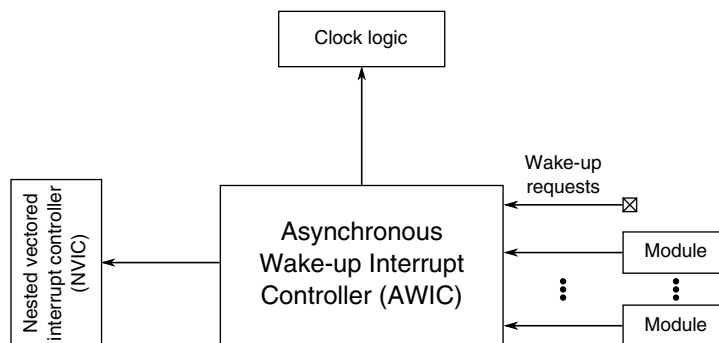 Clock logic
Wake-up
requests
Nested vectored
interrupt controller
(NVIC)
Asynchronous
Wake-up Interrupt
Controller (AWIC)
Module
Module